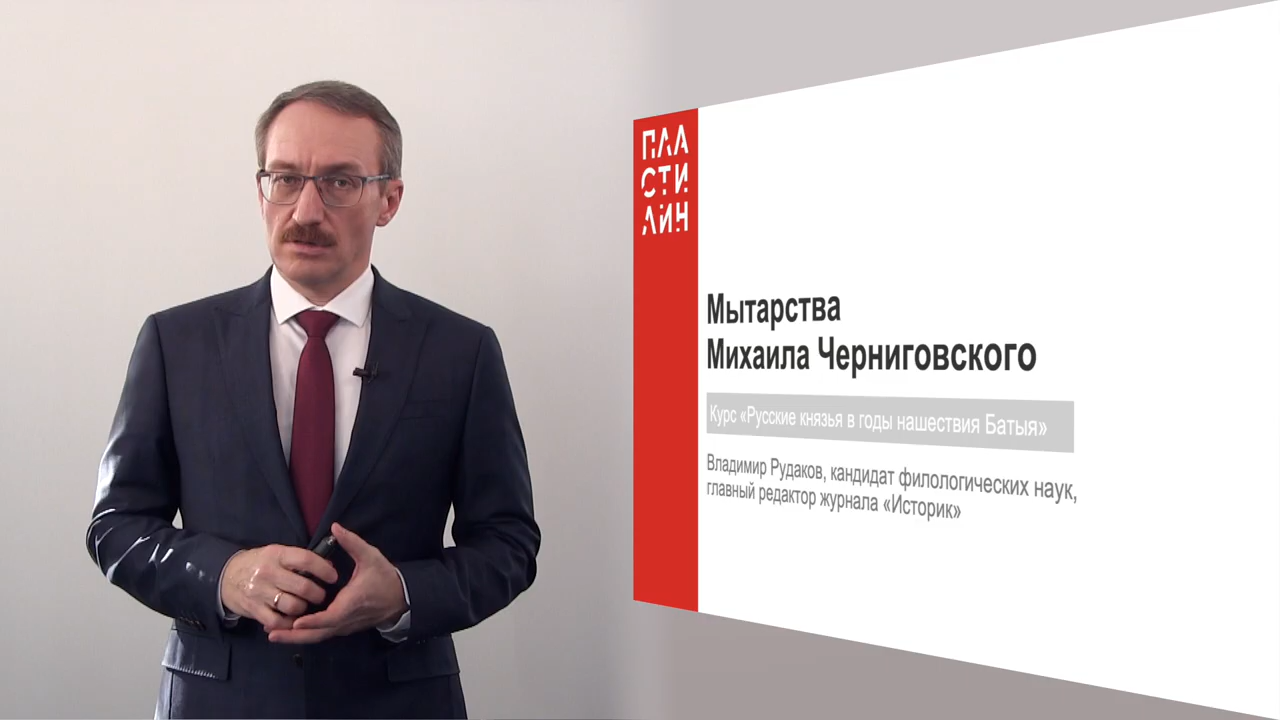 ПЛА
СТИ
ЛИН
Мытарства
Михаила Черниговского
Курс «Русские князья в годы нашествия Батыя»
Владимир Рудаков, кандидат филологических наук,
главный редактор журнала «Историк»